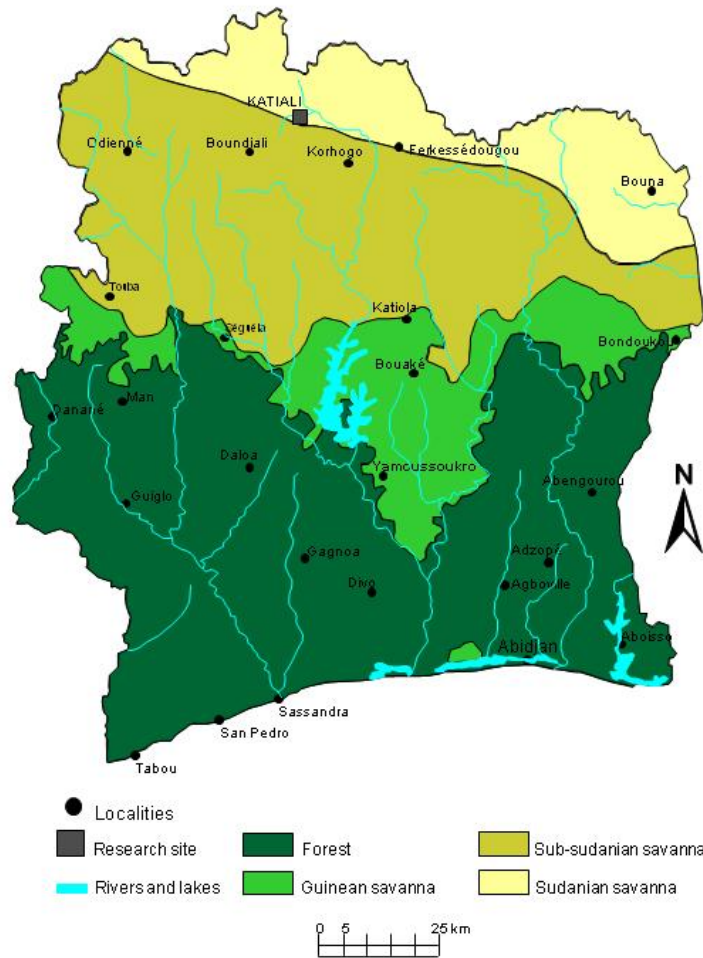 KATIALI
Odienné
Boundiali
Korhogo
Ferkessédougou
Bouna
Touba
Katiola
Séguéla
Bondoukou
Bouaké
Man
Danané
Daloa
Yamoussoukro
Abengourou
Guiglo
N
Gagnoa
Adzopé
Divo
Agboville
Abidjan
Aboisso
Sassandra
San Pedro
Tabou
Localities
Research site
Forest
Sub-sudanian savanna
Rivers and lakes
Guinean savanna
Sudanian savanna
0 5 25 km